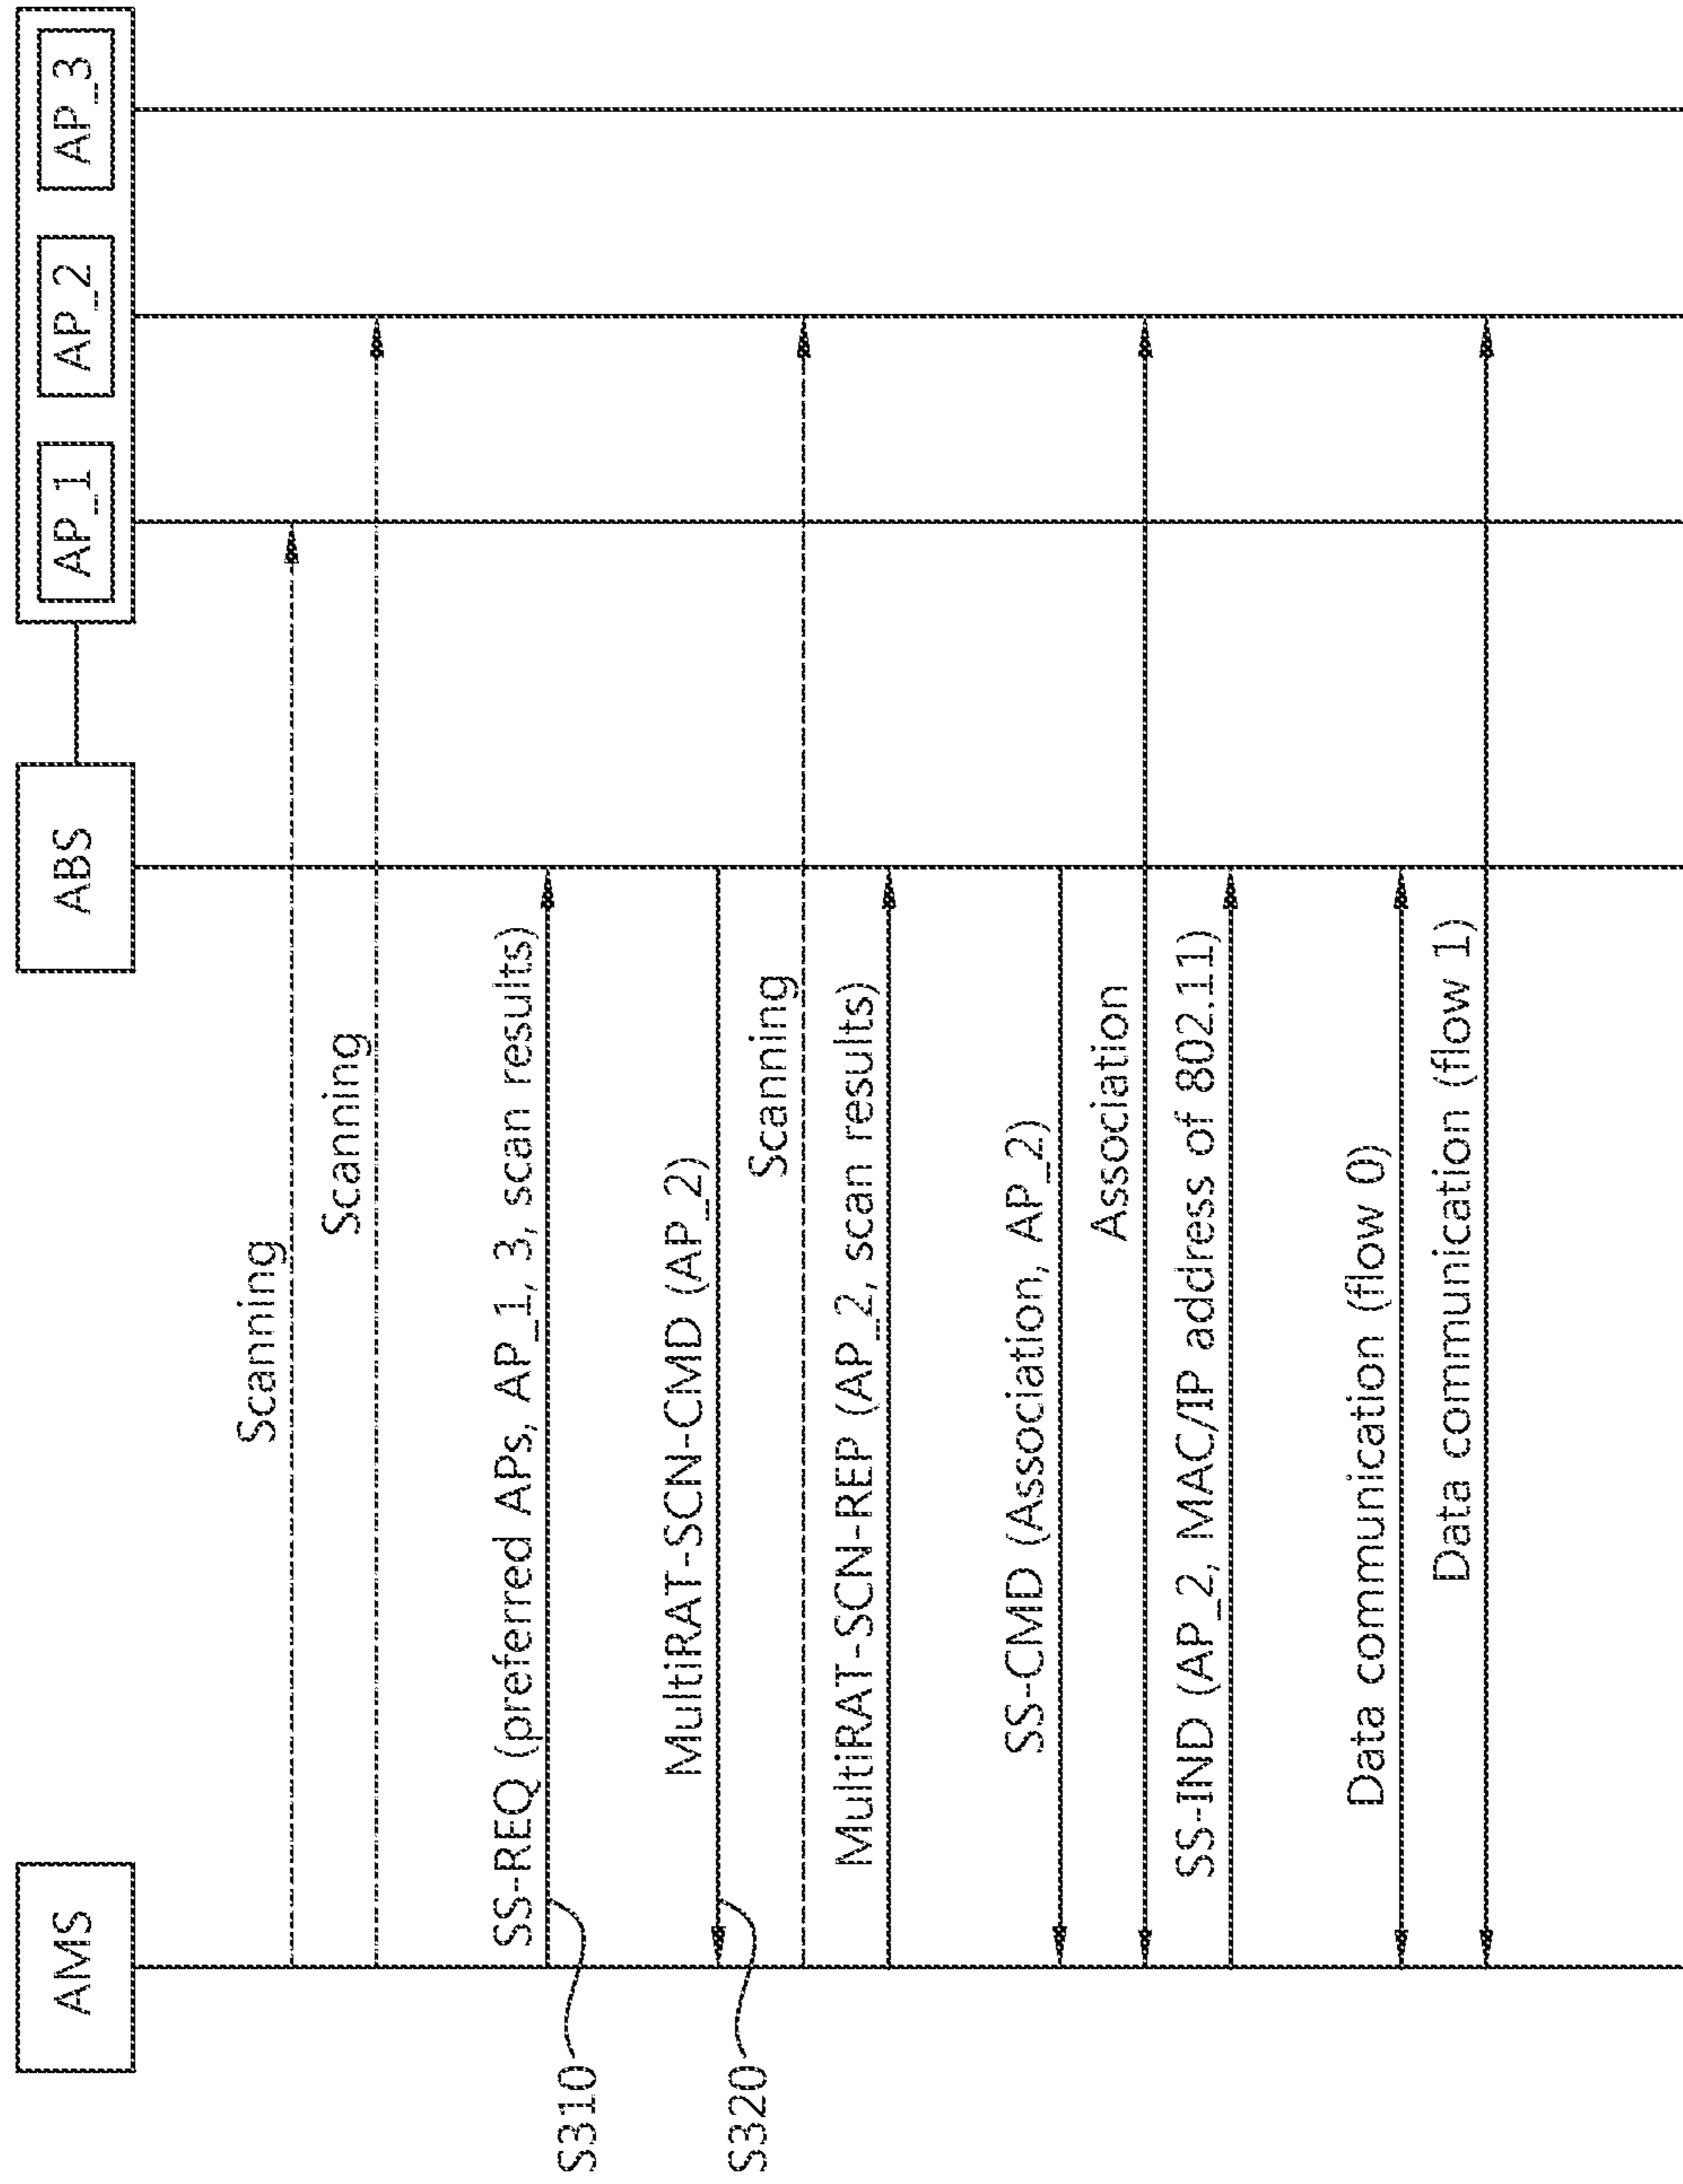 AMS
ABS
AP_1
AP_2
AP_3
Scanning
Scanning
SS-REQ (preferred APs, AP_1, 3, scan results)
S310
MultiRAT-SCN-CMD (AP_2)
S320
Scanning
MultiRAT-SCN-REP (AP_2, scan results)
SS-CMD (Association, AP_2)
Association
SS-IND (AP_2, MAC/IP address of 802.11)
Data communication (flow 0)
Data communication (flow 1)